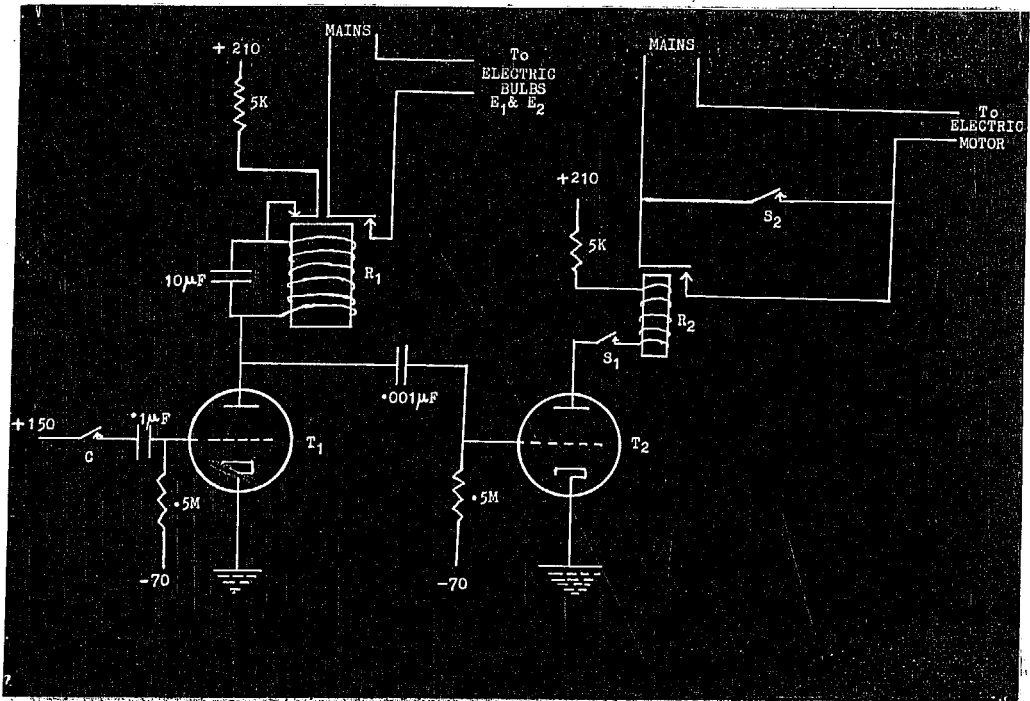 MAINS
+ 210
To
ELECTRIC
BULBS
E1 & E2
5K
10μF
R1
MAINS
To
ELECTRIC
MOTOR
+210
5K
S2
R2
S1
.001μF
+150
C
.1μF
T1
T2
.5M
-70
.5M
-70